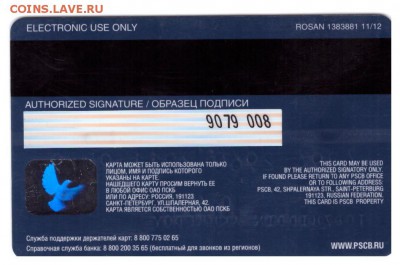 COINS.LAVE.RU
ELECTRONIC USE ONLY
ROSAN 1383881 11/12
AUTHORIZED SIGNATURE / ОБРАЗЕЦ ПОДПИСИ
9079 008
КАРТА МОЖЕТ БЫТЬ ИСПОЛЬЗОВАНА ТОЛЬКО
ЛИЦОМ, ИМЯ И ПОДПИСЬ КОТОРОГО
УКАЗАНЫ НА КАРТЕ.
НАШЕДШЕГО КАРТУ ПРОСИМ ВЕРНУТЬ ЕЕ
В ЛЮБОЙ ОФИС ОАО ПСКБ
ИЛИ ПО АДРЕСУ: РОССИЯ, 191123
САНКТ-ПЕТЕРБУРГ, УЛ.ШПАЛЕРНАЯ, 42.
КАРТА ЯВЛЯЕТСЯ СОБСТВЕННОСТЬЮ ОАО ПСКБ
THIS CARD MAY BE USED
BY THE AUTHORIZED SIGNATORY ONLY.
IF FOUND PLEASE RETURN TO PSCB OFFICE
OR TO FOLLOWING ADDRESS:
PSCB, 42, SHPALERNAYA STR., SAINT-PETERBURG
191123, RUSSIAN FEDERATION.
THIS CARD IS PROPERTY PSCB
Служба поддержки держателей карт: 8 800 775 02 65
Справочная служба банка: 8 800 200 35 65 (бесплатный для звонков из регионов)
WWW.PSCB.RU